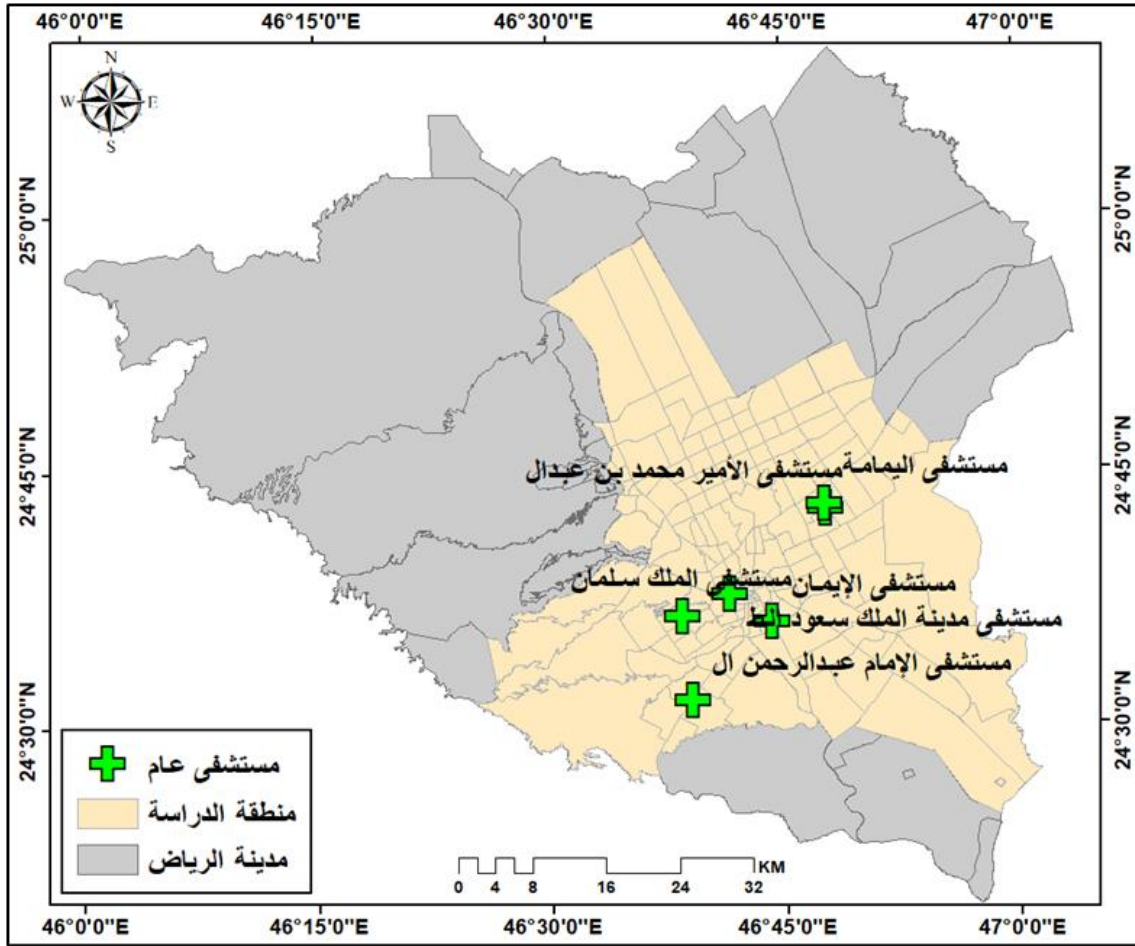 46°0'0"E 46°15'0"E 46°30'0"E 46°45'0"E 47°0'0"E
N
W E
S
25°0'0"N 25°0'0"N
24°45'0"N 24°45'0"N
24°30'0"N 24°30'0"N
مستشفى اليمامة
مستشفى الأمير محمد بن عبدال
مستشفى الملك سلمان
مستشفى الإيمان
مستشفى مدينة الملك سعود الط
مستشفى الإمام عبدالرحمن ال
مستشفى عام
منطقة الدراسة
مدينة الرياض
KM
0 4 8 16 24 32
46°0'0"E 46°15'0"E 46°30'0"E 46°45'0"E 47°0'0"E